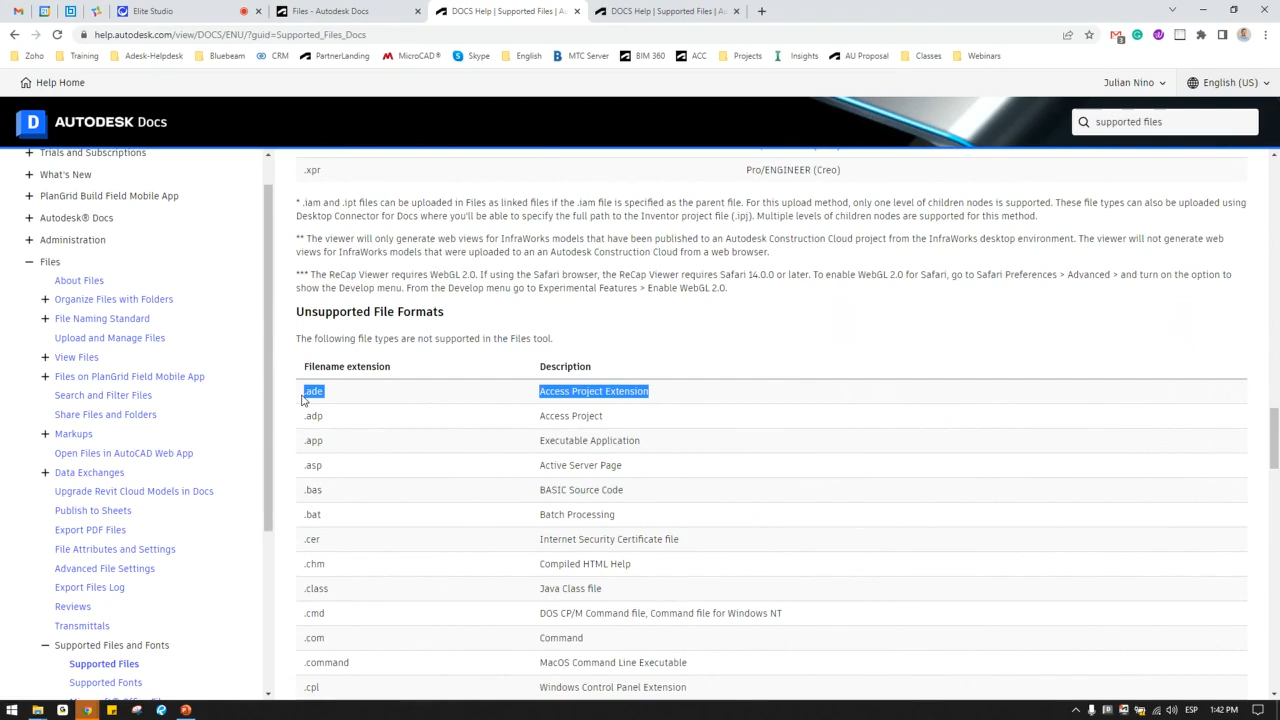 Elite Studio
Files - Autodesk Docs
DOCS Help | Supported Files | Au
DOCS Help | Supported Files | Au
help.autodesk.com/view/DOCS/ENU/?guid=Supported_Files_Docs
Zoho
Training
Adesk-Helpdesk
Bluebeam
CRM
PartnerLanding
MicroCAD®
Skype
English
MTC Server
BIM 360
ACC
Projects
Insights
AU Proposal
Classes
Webinars
Help Home
Julian Nino
English (US)
D AUTODESK Docs
supported files
Trials and Subscriptions
What's New
PlanGrid Build Field Mobile App
Autodesk® Docs
Administration
Files
About Files
Organize Files with Folders
File Naming Standard
Upload and Manage Files
View Files
Files on PlanGrid Field Mobile App
Search and Filter Files
Share Files and Folders
Markups
Open Files in AutoCAD Web App
Data Exchanges
Upgrade Revit Cloud Models in Docs
Publish to Sheets
Export PDF Files
File Attributes and Settings
Advanced File Settings
Export Files Log
Reviews
Transmittals
Supported Files and Fonts
Supported Files
Supported Fonts
.xpr Pro/ENGINEER (Creo)
* .iam and .ipt files can be uploaded in Files as linked files if the .iam file is specified as the parent file. For this upload method, only one level of children nodes is supported. These file types can also be uploaded using
Desktop Connector for Docs where you'll be able to specify the full path to the Inventor project file (.ipj). Multiple levels of children nodes are supported for this method.
** The viewer will only generate web views for InfraWorks models that have been published to an Autodesk Construction Cloud project from the InfraWorks desktop environment. The viewer will not generate web
views for InfraWorks models that were uploaded to an Autodesk Construction Cloud from a web browser.
*** The ReCap Viewer requires WebGL 2.0. If using the Safari browser, the ReCap Viewer requires Safari 14.0.0 or later. To enable WebGL 2.0 for Safari, go to Safari Preferences > Advanced > and turn on the option to
show the Develop menu. From the Develop menu go to Experimental Features > Enable WebGL 2.0.
Unsupported File Formats
The following file types are not supported in the Files tool.
Filename extension Description
.ade Access Project Extension
.adp Access Project
.app Executable Application
.asp Active Server Page
.bas BASIC Source Code
.bat Batch Processing
.cer Internet Security Certificate file
.chm Compiled HTML Help
.class Java Class file
.cmd DOS CP/M Command file, Command file for Windows NT
.com Command
.command MacOS Command Line Executable
.cpl Windows Control Panel Extension
ESP 1:42 PM